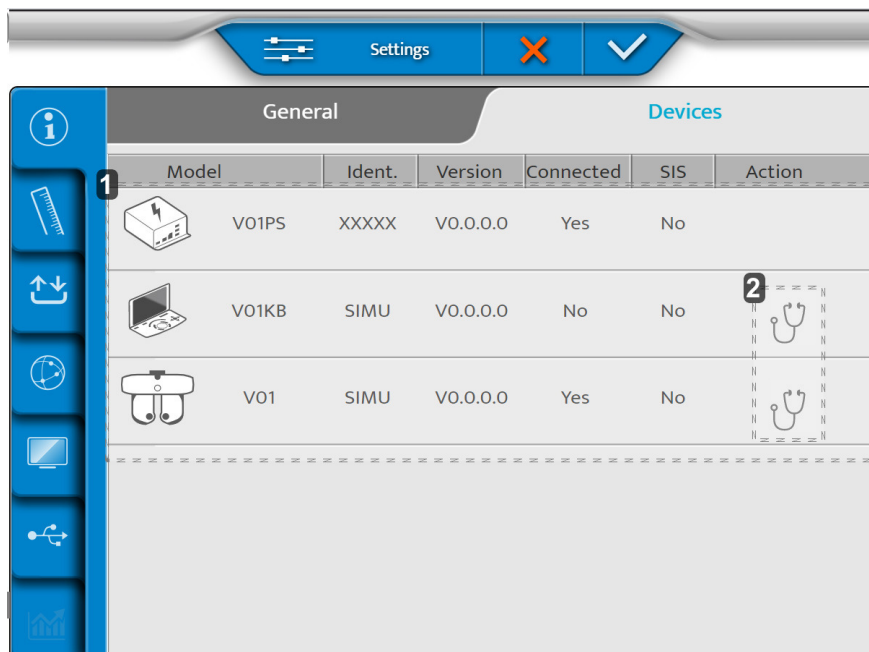 Settings
General Devices
1 Model Ident. Version Connected SIS Action
V01PS XXXXX V0.0.0.0 Yes No
V01KB SIMU V0.0.0.0 No No 2
V01 SIMU V0.0.0.0 Yes No